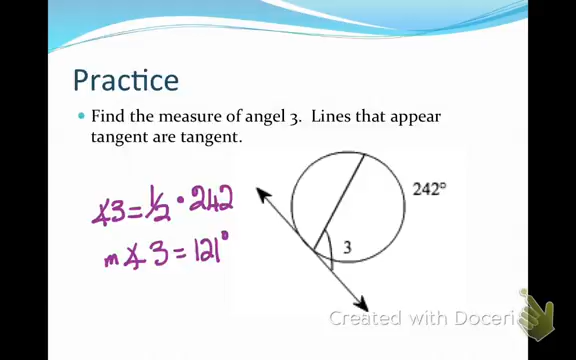 Practice
Find the measure of angel 3. Lines that appear
tangent are tangent.
∠3 = 1/2 • 242
m∠3 = 121°
242°
3
Created with Doceri